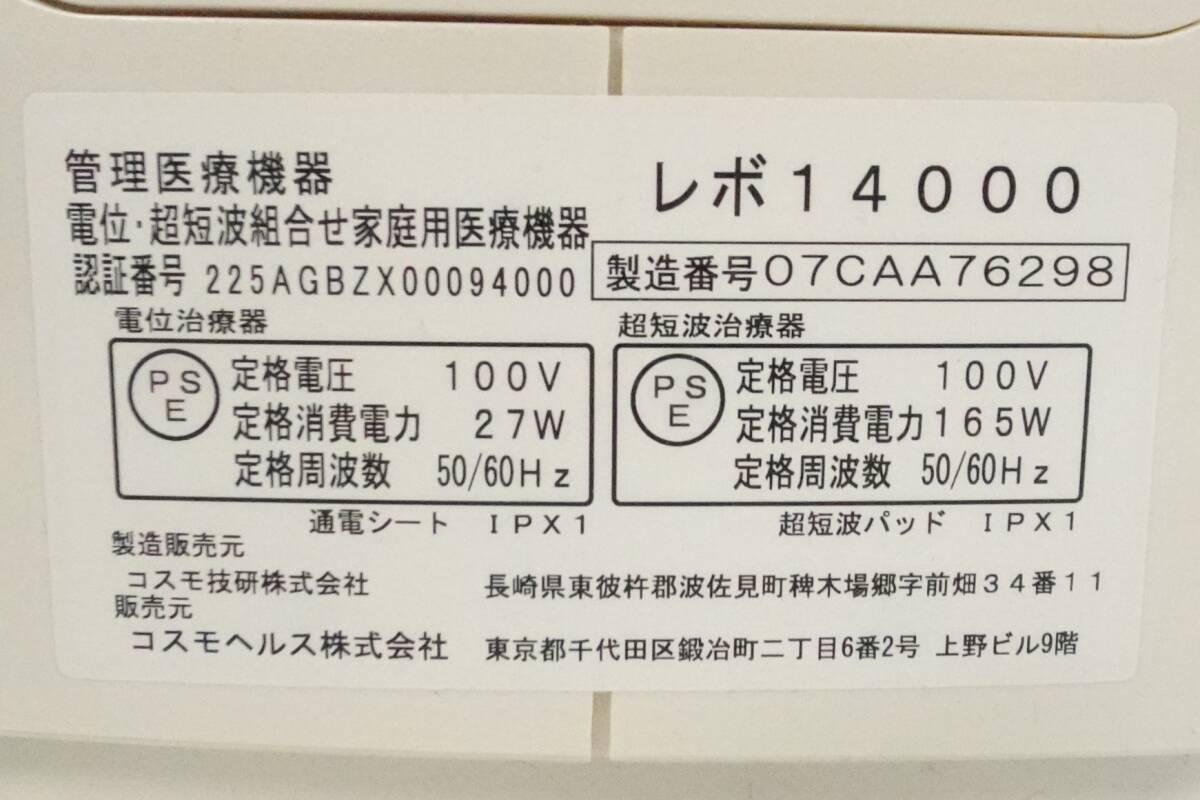 管理医療機器
レボ14000
電位・超短波組合せ家庭用医療機器
認証番号 225AGBZX00094000
製造番号07CAA76298
電位治療器
PSE
定格電圧 100V
定格消費電力 27W
定格周波数 50/60Hz
通電シート IPX1
超短波治療器
PSE
定格電圧 100V
定格消費電力165W
定格周波数 50/60Hz
超短波パッド IPX1
製造販売元
コスモ技研株式会社 長崎県東彼杵郡波佐見町稗木場郷字前畑34番11
販売元
コスモヘルス株式会社 東京都千代田区鍛冶町二丁目6番2号 上野ビル9階